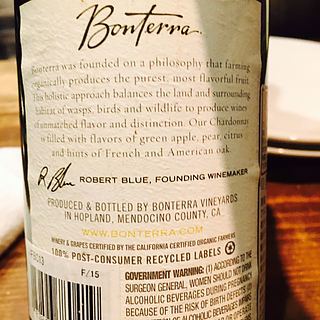 Bonterra
Bonterra was founded on a philosophy that farming
organically produces the purest, most flavorful fruit.
This holistic approach balances the land and surrounding
habitat of wasps, birds and wildlife to produce wines
of unmatched flavor and distinction. Our Chardonnay
is filled with flavors of green apple, pear, citrus
and hints of French and American oak.
R Blue ROBERT BLUE, FOUNDING WINEMAKER
PRODUCED & BOTTLED BY BONTERRA VINEYARDS
IN HOPLAND, MENDOCINO COUNTY, CA
WWW.BONTERRA.COM
WINERY & GRAPES CERTIFIED BY THE CALIFORNIA CERTIFIED ORGANIC FARMERS
100% POST-CONSUMER RECYCLED LABELS
F/15
GOVERNMENT WARNING: (1) ACCORDING TO THE
SURGEON GENERAL, WOMEN SHOULD NOT DRINK
ALCOHOLIC BEVERAGES DURING PREGNANCY
BECAUSE OF THE RISK OF BIRTH DEFECTS
OF ALCOHOLIC BEVERAGES